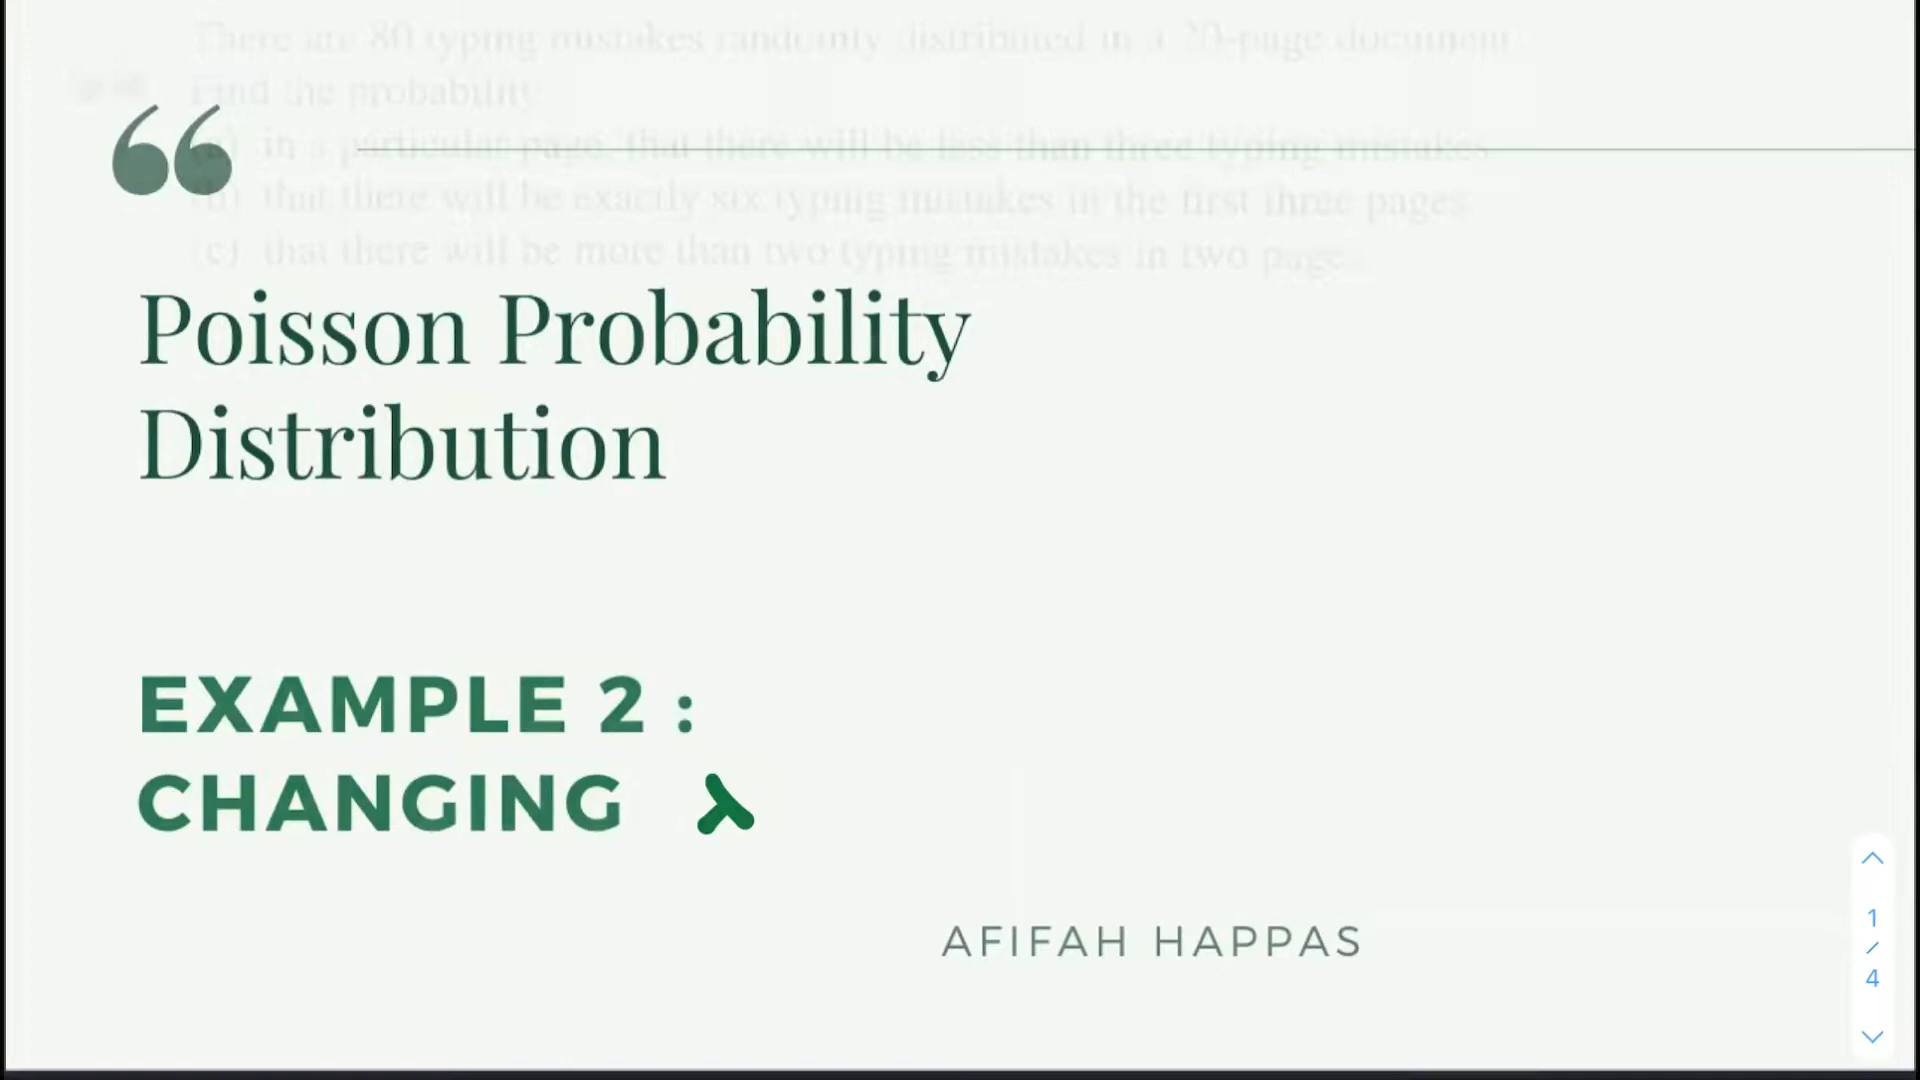 There are 80 typing mistakes randomly distributed in a 20-page document
Find the probability
(a) in a particular page, that there will be less than three typing mistakes
(b) that there will be exactly six typing mistakes in the first three pages
(c) that there will be more than two typing mistakes in two page
“
Poisson Probability
Distribution
EXAMPLE 2 :
CHANGING λ
AFIFAH HAPPAS
1
/
4